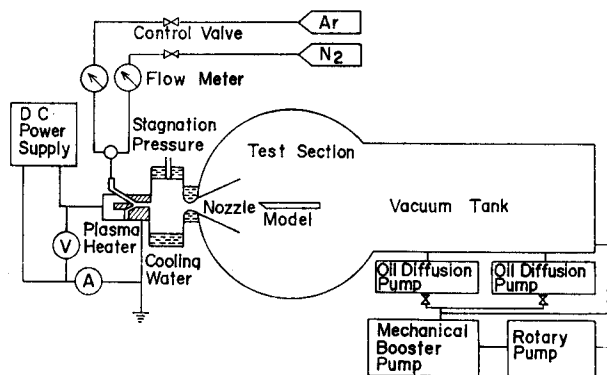 Ar
Control Valve
N2
Flow Meter
D C
Power
Supply
Stagnation
Pressure
Test Section
Nozzle
Model
Vacuum Tank
Plasma
Heater
V
A
Cooling
Water
Oil Diffusion
Pump
Oil Diffusion
Pump
Mechanical
Booster
Pump
Rotary
Pump